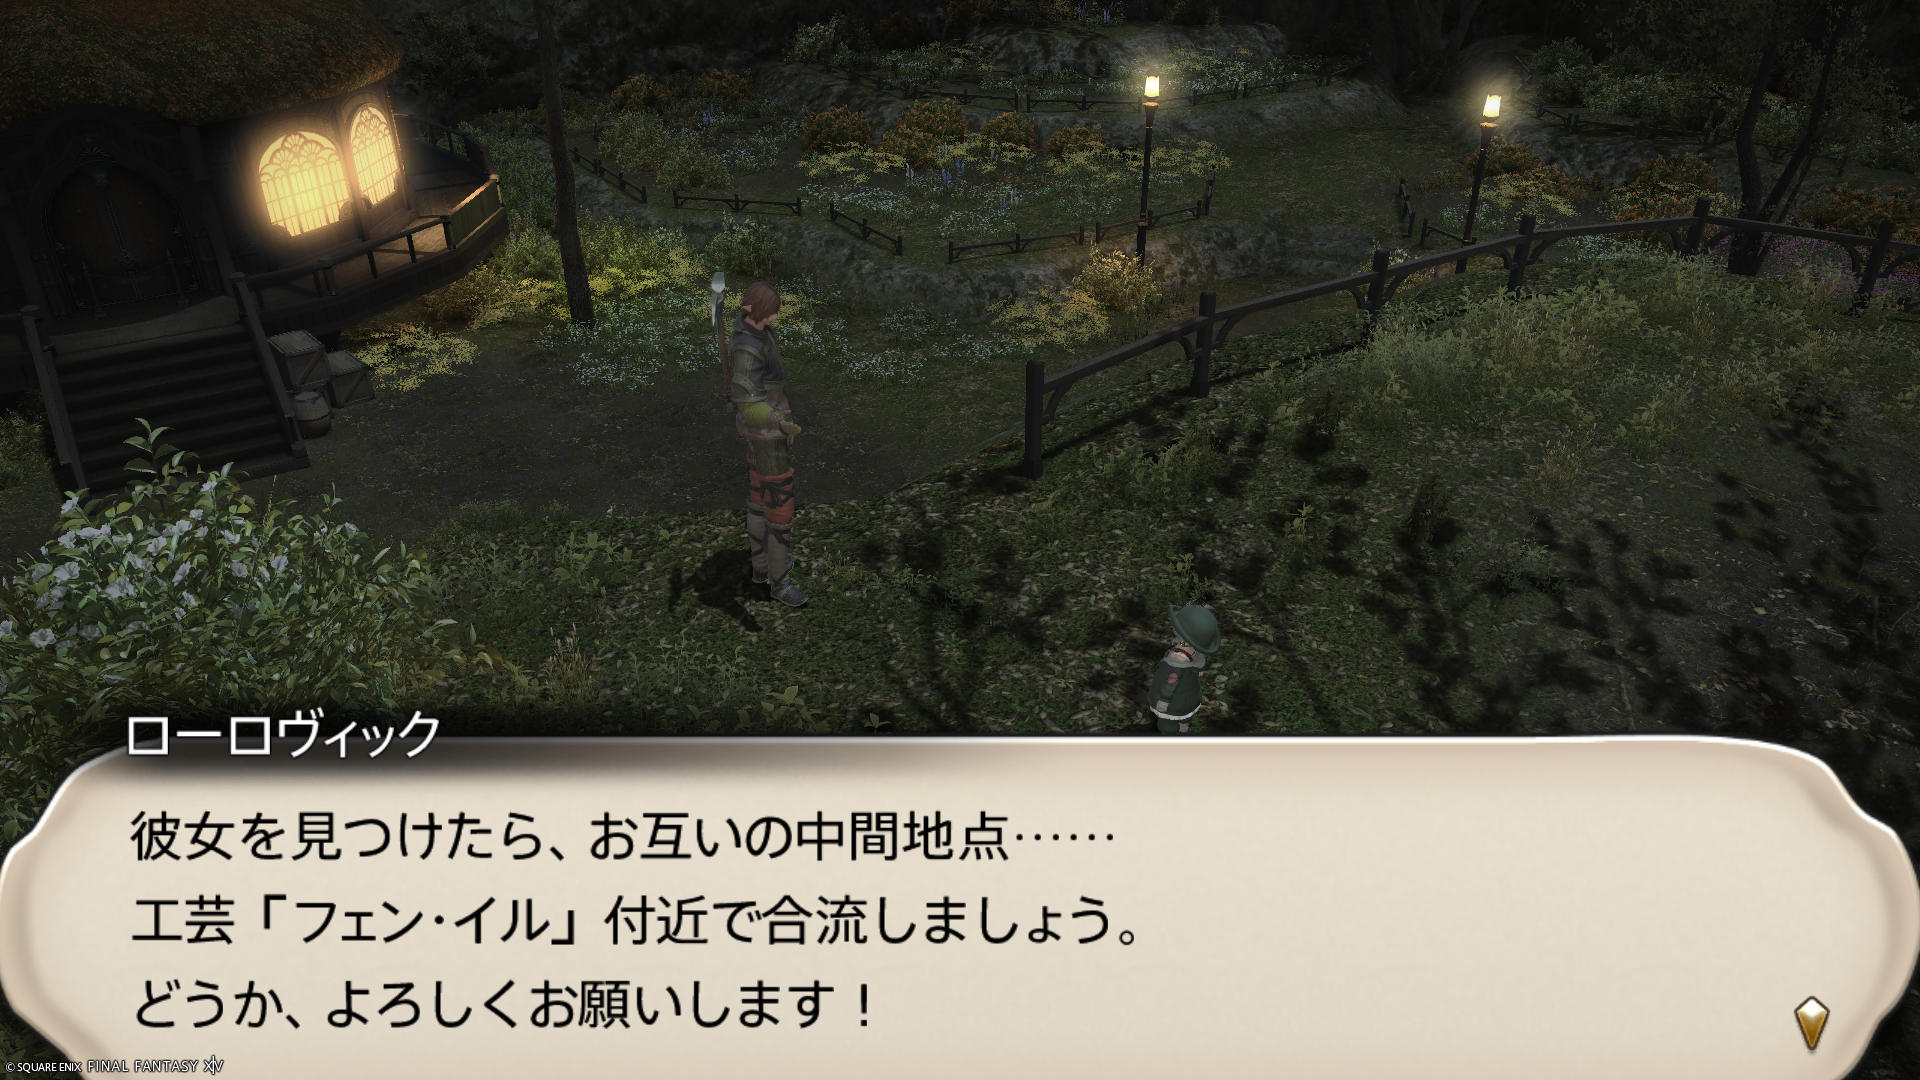 ローロヴィック
彼女を見つけたら、お互いの中間地点……
工芸「フェン・イル」付近で合流しましょう。
どうか、よろしくお願いします！
© SQUARE ENIX FINAL FANTASY XIV